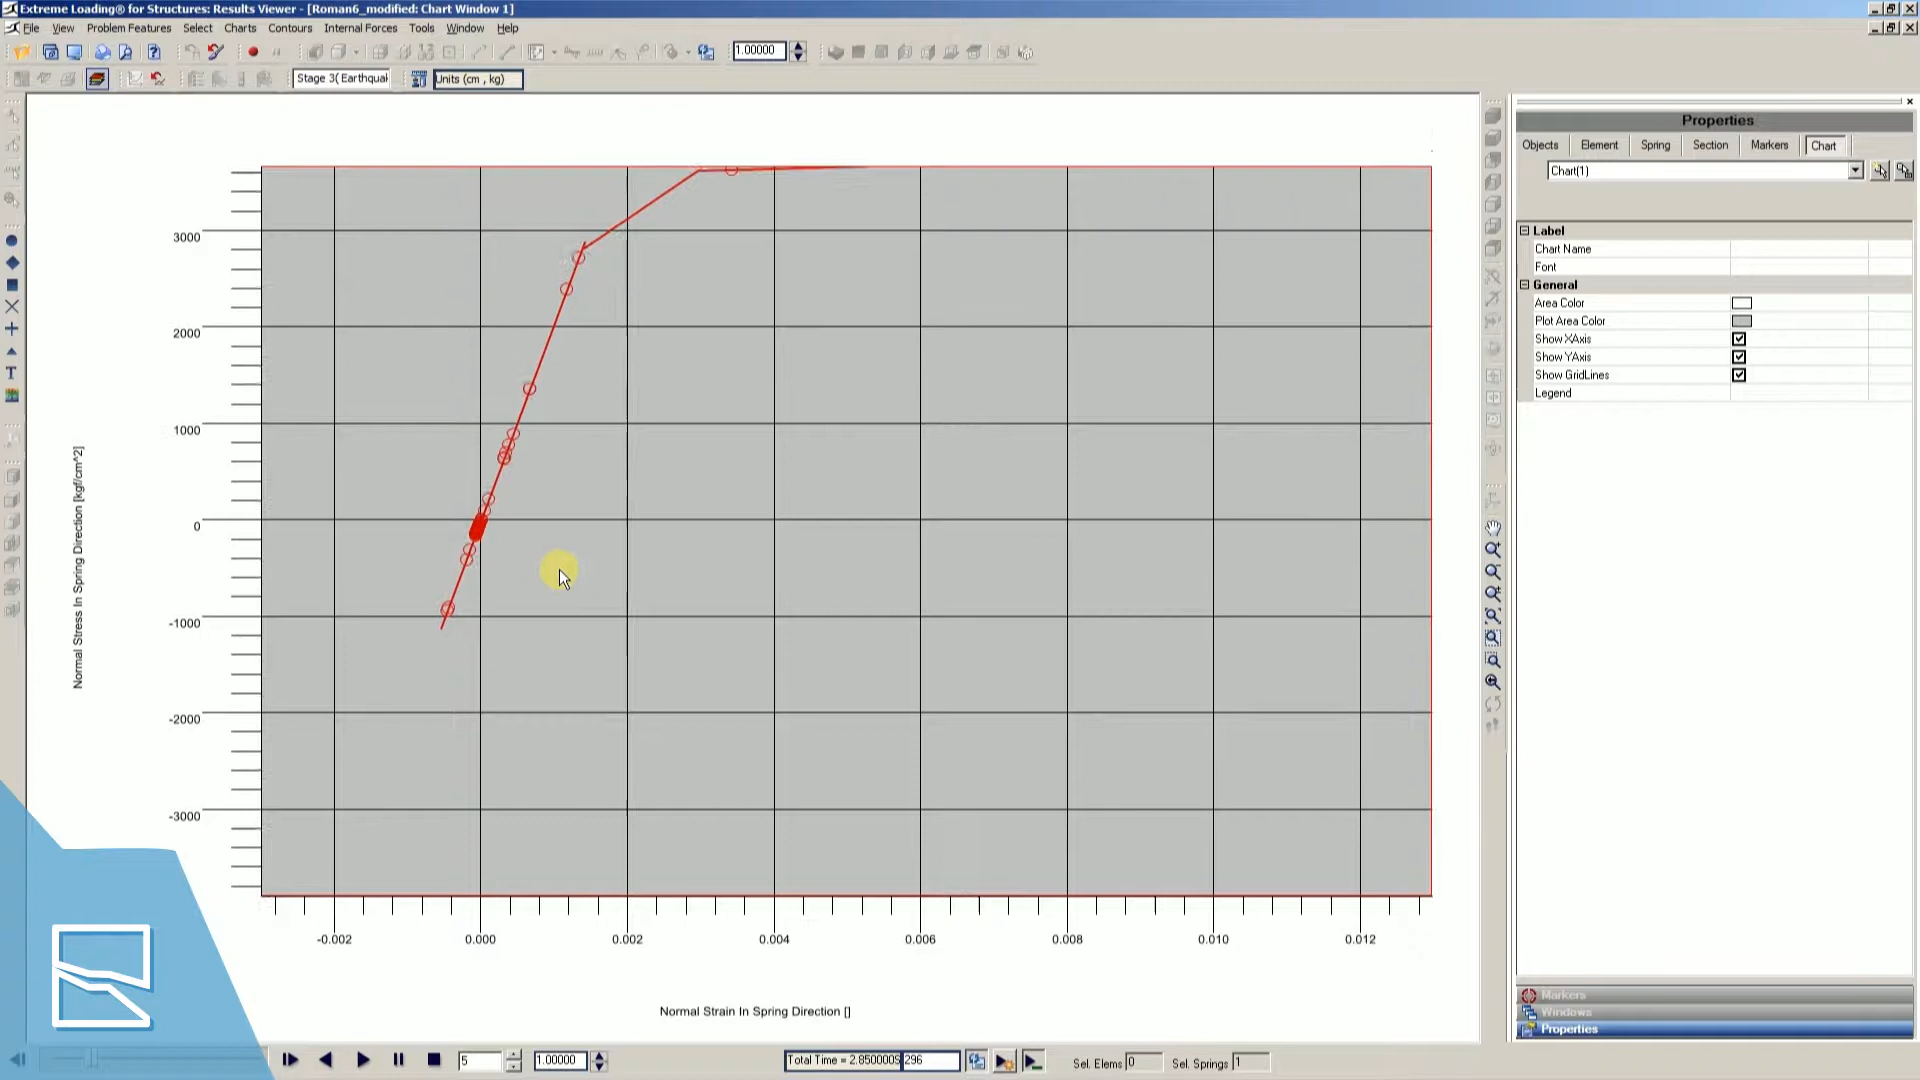 Extreme Loading® for Structures: Results Viewer - [Roman6_modified: Chart Window 1]
File View Problem Features Select Charts Contours Internal Forces Tools Window Help
1.00000
Stage 3( Earthqual
Units (cm , kg)
Properties
Objects Element Spring Section Markers Chart
Chart(1)
Label
Chart Name
Font
General
Area Color
Plot Area Color
Show XAxis
Show YAxis
Show GridLines
Legend
Normal Stress In Spring Direction [kgf/cm^2]
3000
2000
1000
0
-1000
-2000
-3000
-0.002 0.000 0.002 0.004 0.006 0.008 0.010 0.012
Normal Strain In Spring Direction []
Markers
Windows
Properties
5
1.00000
Total Time = 2.850000S 296
Sel. Elems 0
Sel. Springs 1